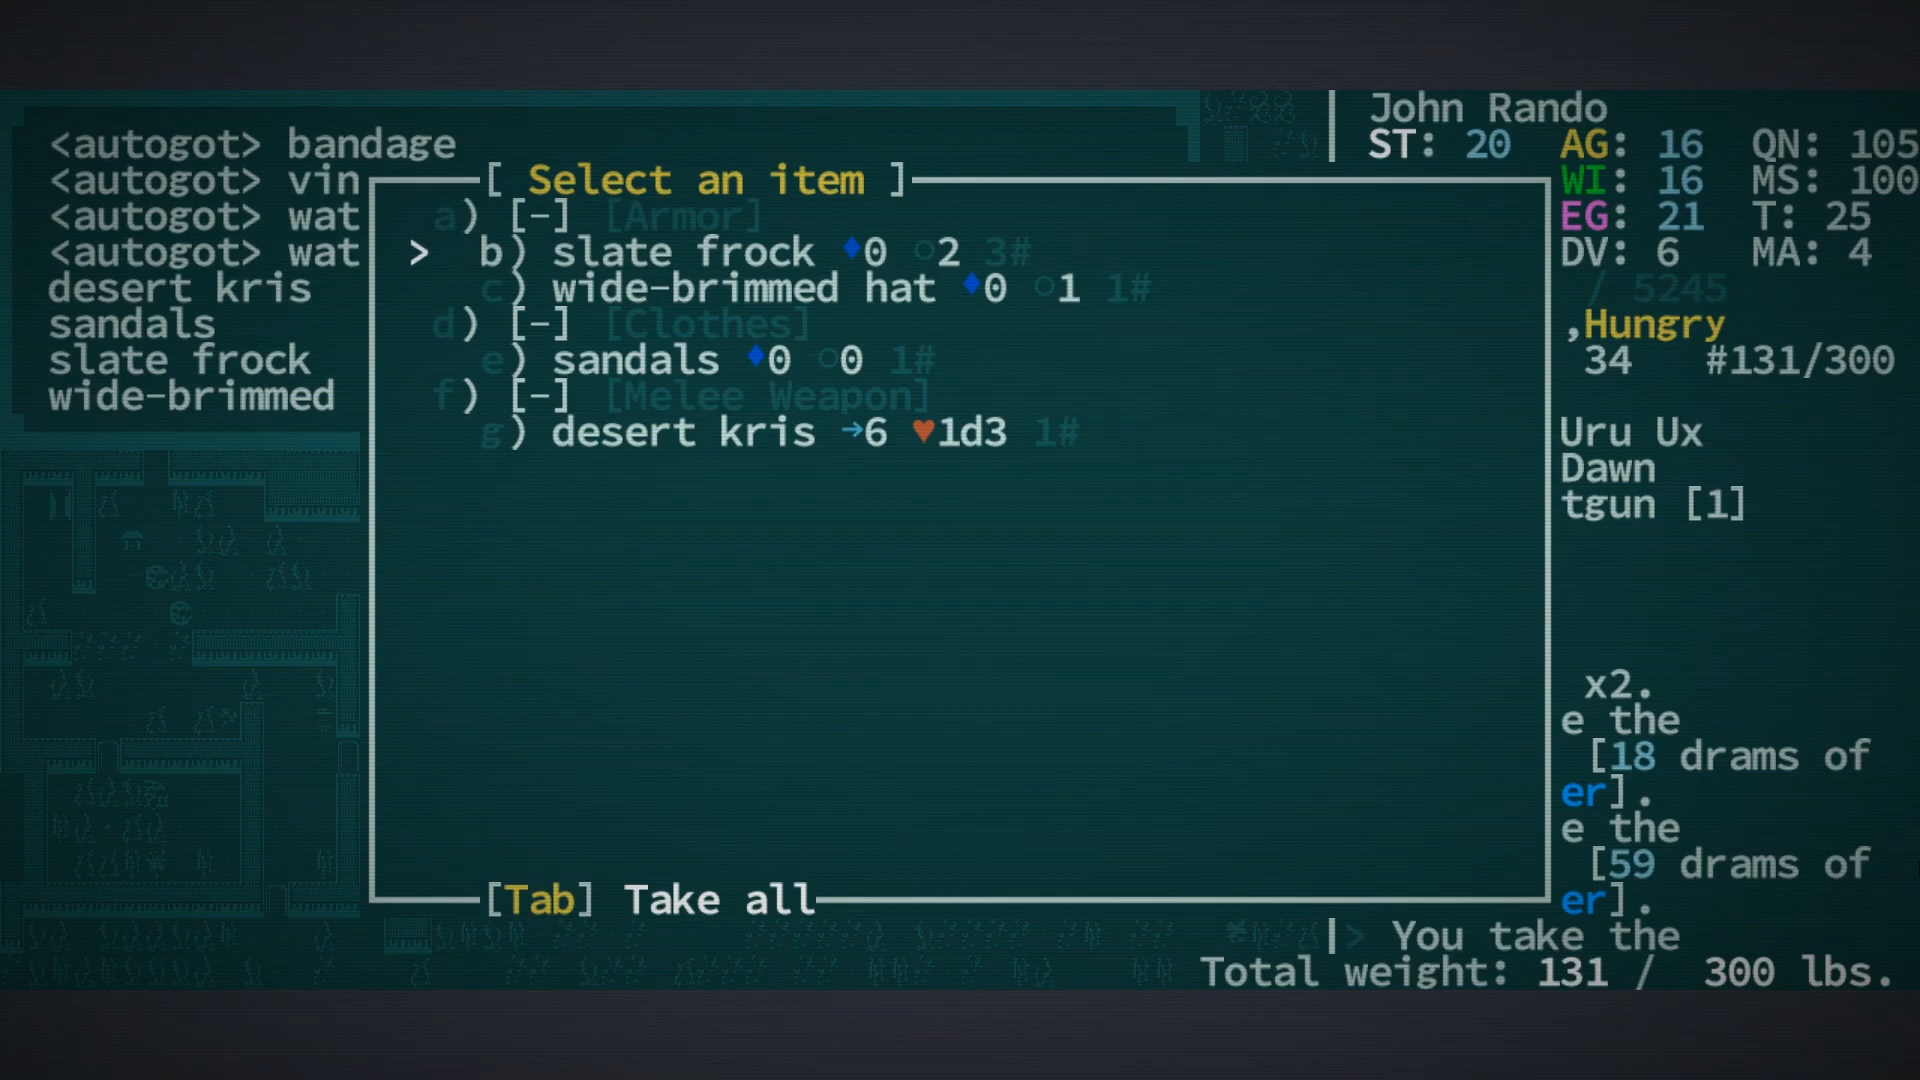 John Rando
<autogot> bandage
ST: 20 AG: 16 QN: 105
<autogot> vin
[ Select an item ]
WI: 16 MS: 100
<autogot> wat
a) [-] [Armor]
EG: 21 T: 25
<autogot> wat
> b) slate frock ♦0 ○2 3#
DV: 6 MA: 4
desert kris
c) wide-brimmed hat ♦0 ○1 1#
/ 5245
sandals
d) [-] [Clothes]
,Hungry
slate frock
e) sandals ♦0 ○0 1#
34 #131/300
wide-brimmed
f) [-] [Melee Weapon]
g) desert kris →6 ♥1d3 1#
Uru Ux
Dawn
tgun [1]
x2.
e the
[18 drams of
er].
e the
[59 drams of
[Tab] Take all
er].
> You take the
Total weight: 131 / 300 lbs.